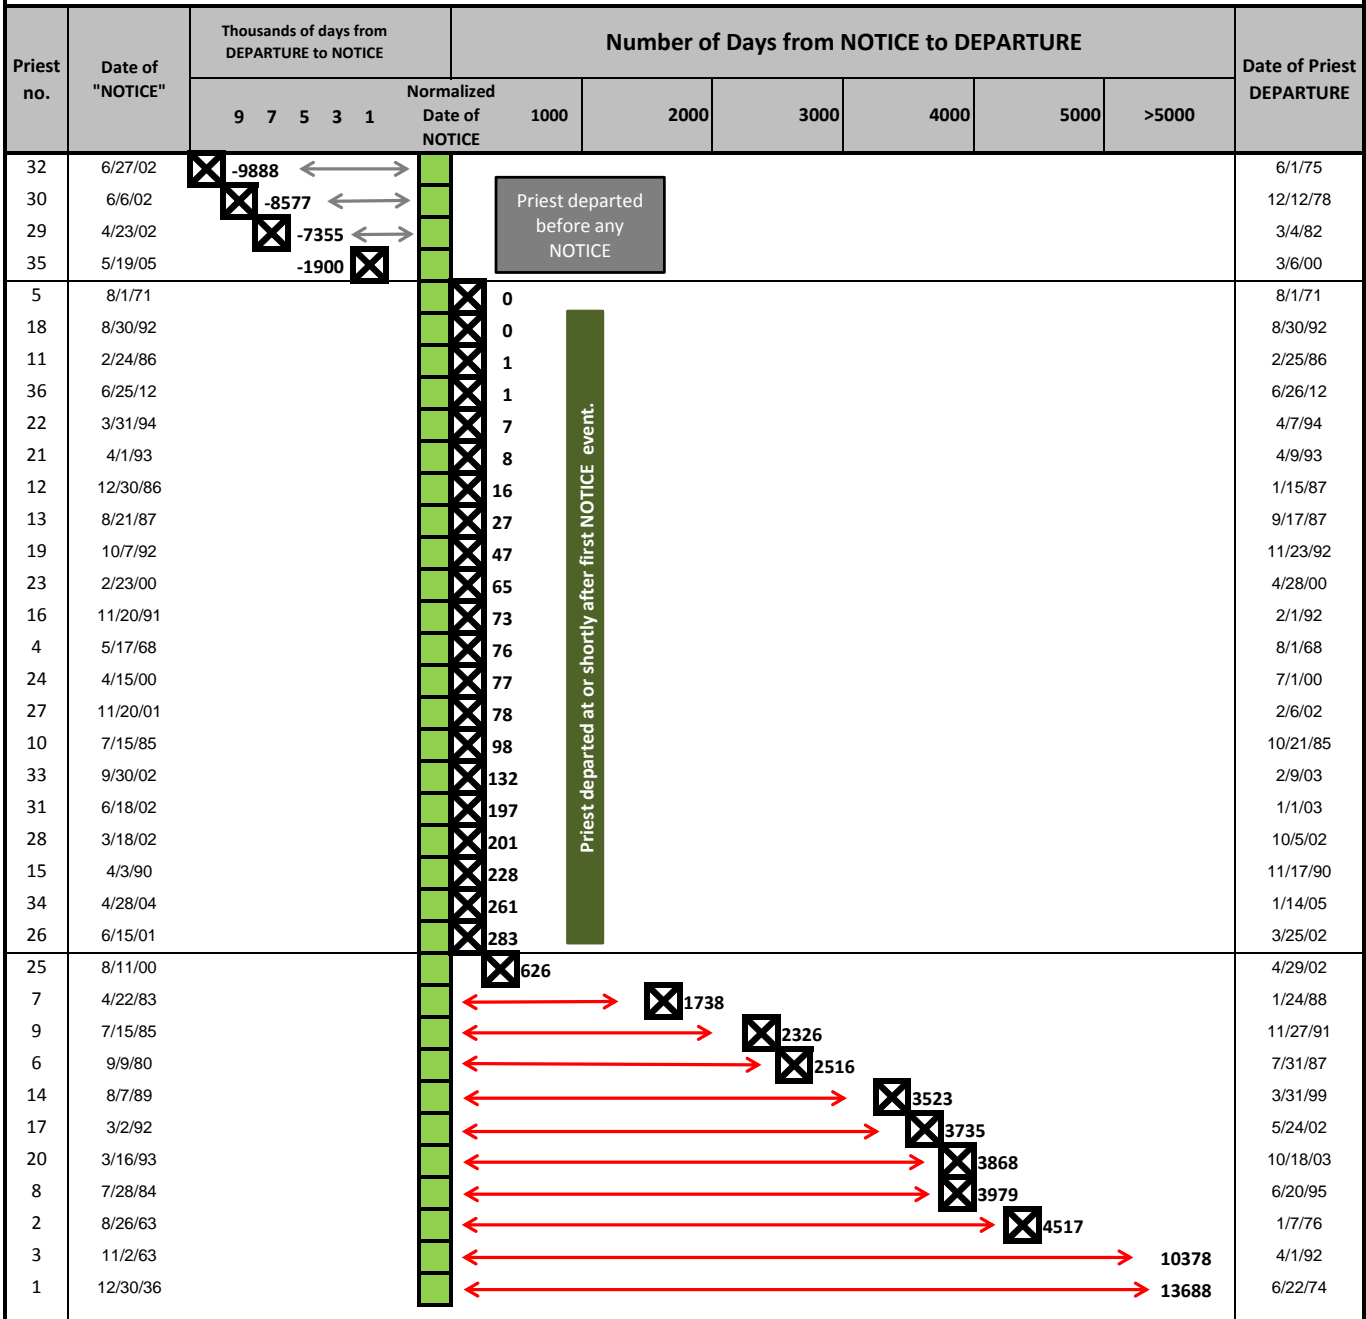 Thousands of days from
DEPARTURE to NOTICE
Number of Days from NOTICE to DEPARTURE
Priest
no.
Date of
"NOTICE"
Date of Priest
DEPARTURE
9 7 5 3 1
Normalized
Date of
NOTICE
1000 2000 3000 4000 5000 >5000
32 6/27/02 -9888 6/1/75
30 6/6/02 -8577 12/12/78
29 4/23/02 -7355 3/4/82
35 5/19/05 -1900 3/6/00
Priest departed
before any
NOTICE
5 8/1/71 0 8/1/71
18 8/30/92 0 8/30/92
11 2/24/86 1 2/25/86
36 6/25/12 1 6/26/12
22 3/31/94 7 4/7/94
21 4/1/93 8 4/9/93
12 12/30/86 16 1/15/87
13 8/21/87 27 9/17/87
19 10/7/92 47 11/23/92
23 2/23/00 65 4/28/00
16 11/20/91 73 2/1/92
4 5/17/68 76 8/1/68
24 4/15/00 77 7/1/00
27 11/20/01 78 2/6/02
10 7/15/85 98 10/21/85
33 9/30/02 132 2/9/03
31 6/18/02 197 1/1/03
28 3/18/02 201 10/5/02
15 4/3/90 228 11/17/90
34 4/28/04 261 1/14/05
26 6/15/01 283 3/25/02
Priest departed at or shortly after first NOTICE event.
25 8/11/00 626 4/29/02
7 4/22/83 1738 1/24/88
9 7/15/85 2326 11/27/91
6 9/9/80 2516 7/31/87
14 8/7/89 3523 3/31/99
17 3/2/92 3735 5/24/02
20 3/16/93 3868 10/18/03
8 7/28/84 3979 6/20/95
2 8/26/63 4517 1/7/76
3 11/2/63 10378 4/1/92
1 12/30/36 13688 6/22/74